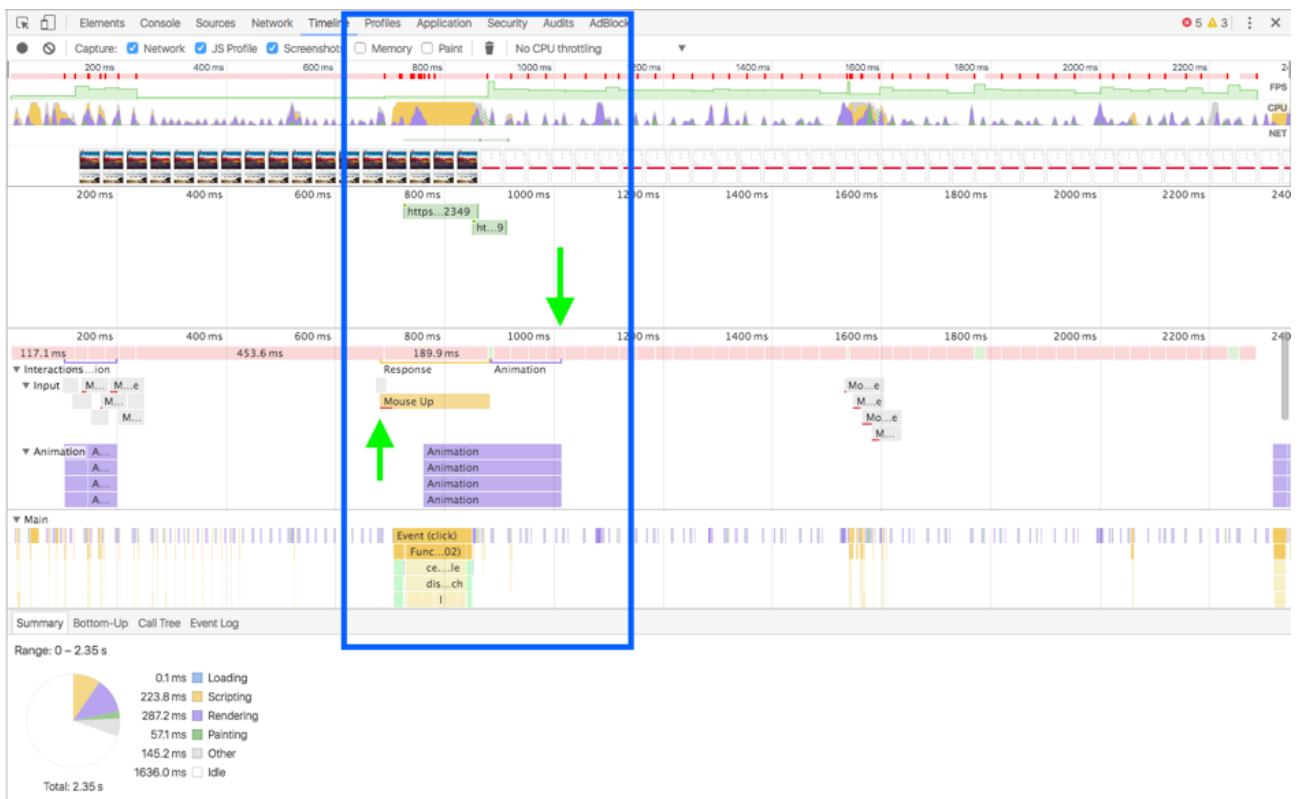 Elements Console Sources Network Timeline Profiles Application Security Audits AdBlock 5 3
Capture: Network JS Profile Screenshot Memory Paint No CPU throttling
200 ms 400 ms 600 ms 800 ms 1000 ms 1200 ms 1400 ms 1600 ms 1800 ms 2000 ms 2200 ms
FPS
CPU
NET
200 ms 400 ms 600 ms 800 ms 1000 ms 1200 ms 1400 ms 1600 ms 1800 ms 2000 ms 2200 ms 2400
https...2349
ht...9
200 ms 400 ms 600 ms 800 ms 1000 ms 1200 ms 1400 ms 1600 ms 1800 ms 2000 ms 2200 ms 2400
117.1 ms 453.6 ms 189.9 ms
Interactions ...ion Response Animation
Input M... M...e Mo...e
M... Mouse Up M...e
M... Mo...e
M...
Animation A... Animation
A... Animation
A... Animation
A... Animation
Main
Event (click)
Func...02)
ce....le
dis...ch
l
Summary Bottom-Up Call Tree Event Log
Range: 0 – 2.35 s
0.1 ms Loading
223.8 ms Scripting
287.2 ms Rendering
57.1 ms Painting
145.2 ms Other
1636.0 ms Idle
Total: 2.35 s